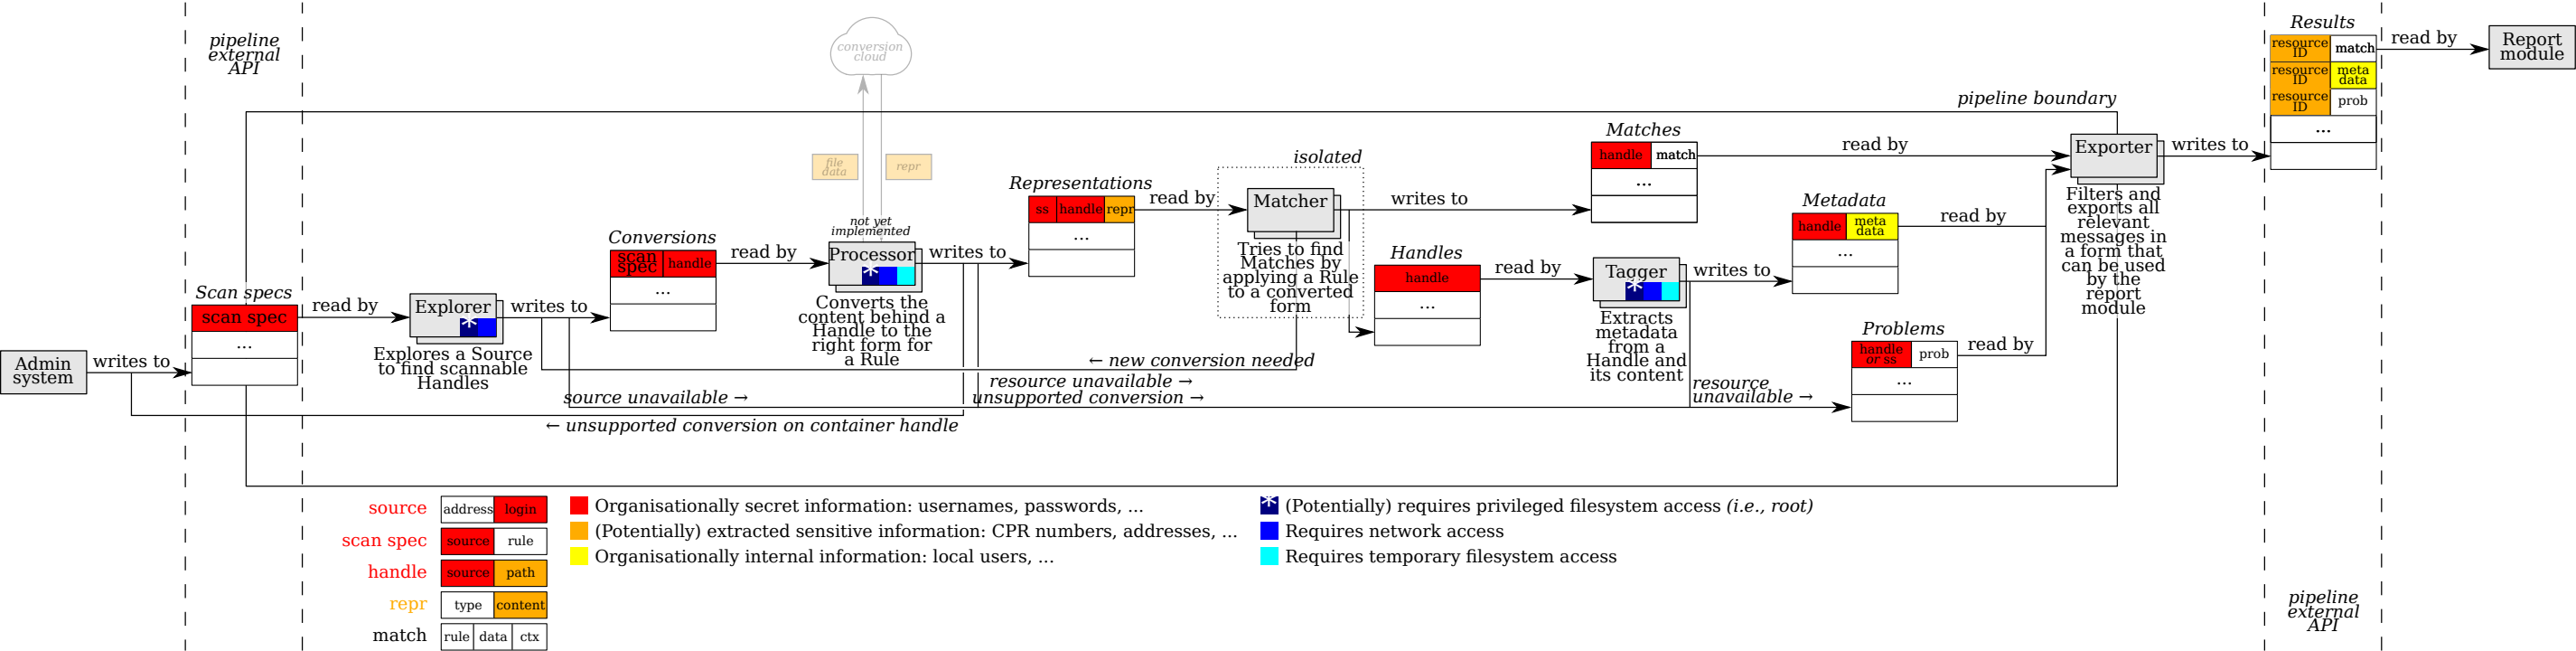 pipeline
external
API
Admin
system
writes to
Scan specs
scan spec
...
read by
Explorer
*
Explores a Source
to find scannable
Handles
writes to
Conversions
scan
spec
handle
...
read by
conversion
cloud
file
data
repr
not yet
implemented
Processor
*
Converts the
content behind a
Handle to the
right form for
a Rule
writes to
Representations
ss
handle
repr
...
read by
isolated
Matcher
Tries to find
Matches by
applying a Rule
to a converted
form
writes to
Matches
handle
match
...
read by
Handles
handle
...
read by
Tagger
*
Extracts
metadata
from a
Handle and
its content
writes to
Metadata
handle
meta
data
...
read by
Problems
handle
or ss
prob
...
read by
← new conversion needed
resource unavailable →
source unavailable →
unsupported conversion →
resource
unavailable →
← unsupported conversion on container handle
pipeline boundary
Exporter
Filters and
exports all
relevant
messages in
a form that
can be used
by the
report
module
writes to
Results
resource
ID
match
resource
ID
meta
data
resource
ID
prob
...
read by
Report
module
pipeline
external
API
source
address
login
scan spec
source
rule
handle
source
path
repr
type
content
match
rule
data
ctx
Organisationally secret information: usernames, passwords, ...
(Potentially) extracted sensitive information: CPR numbers, addresses, ...
Organisationally internal information: local users, ...
* (Potentially) requires privileged filesystem access (i.e., root)
Requires network access
Requires temporary filesystem access